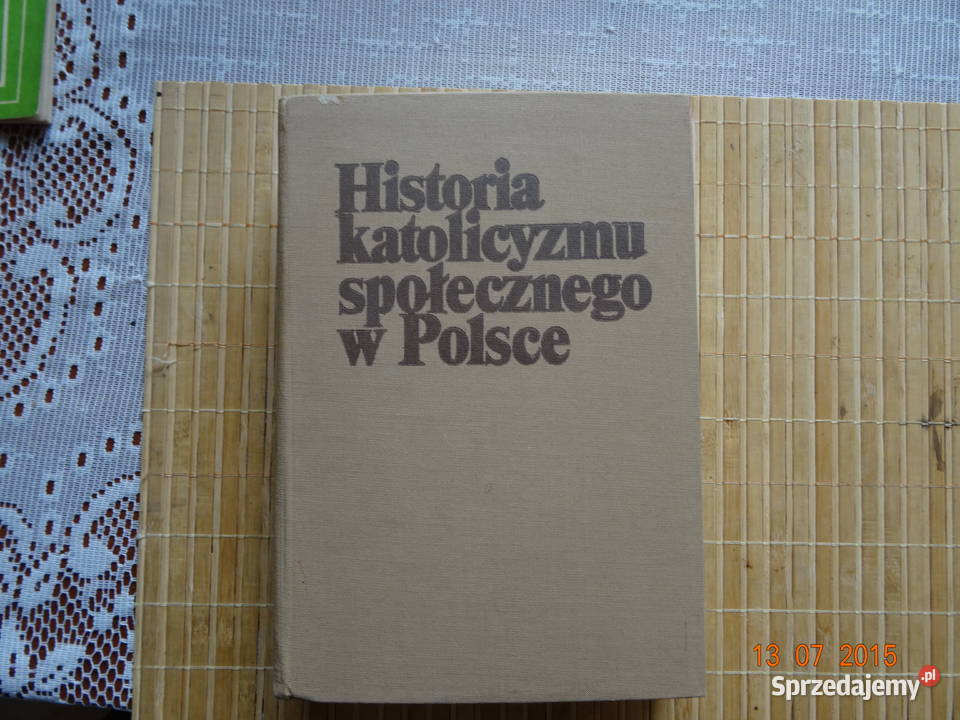 Historia
katolicyzmu
społecznego
w Polsce
13 07 2015
Sprzedajemy.pl